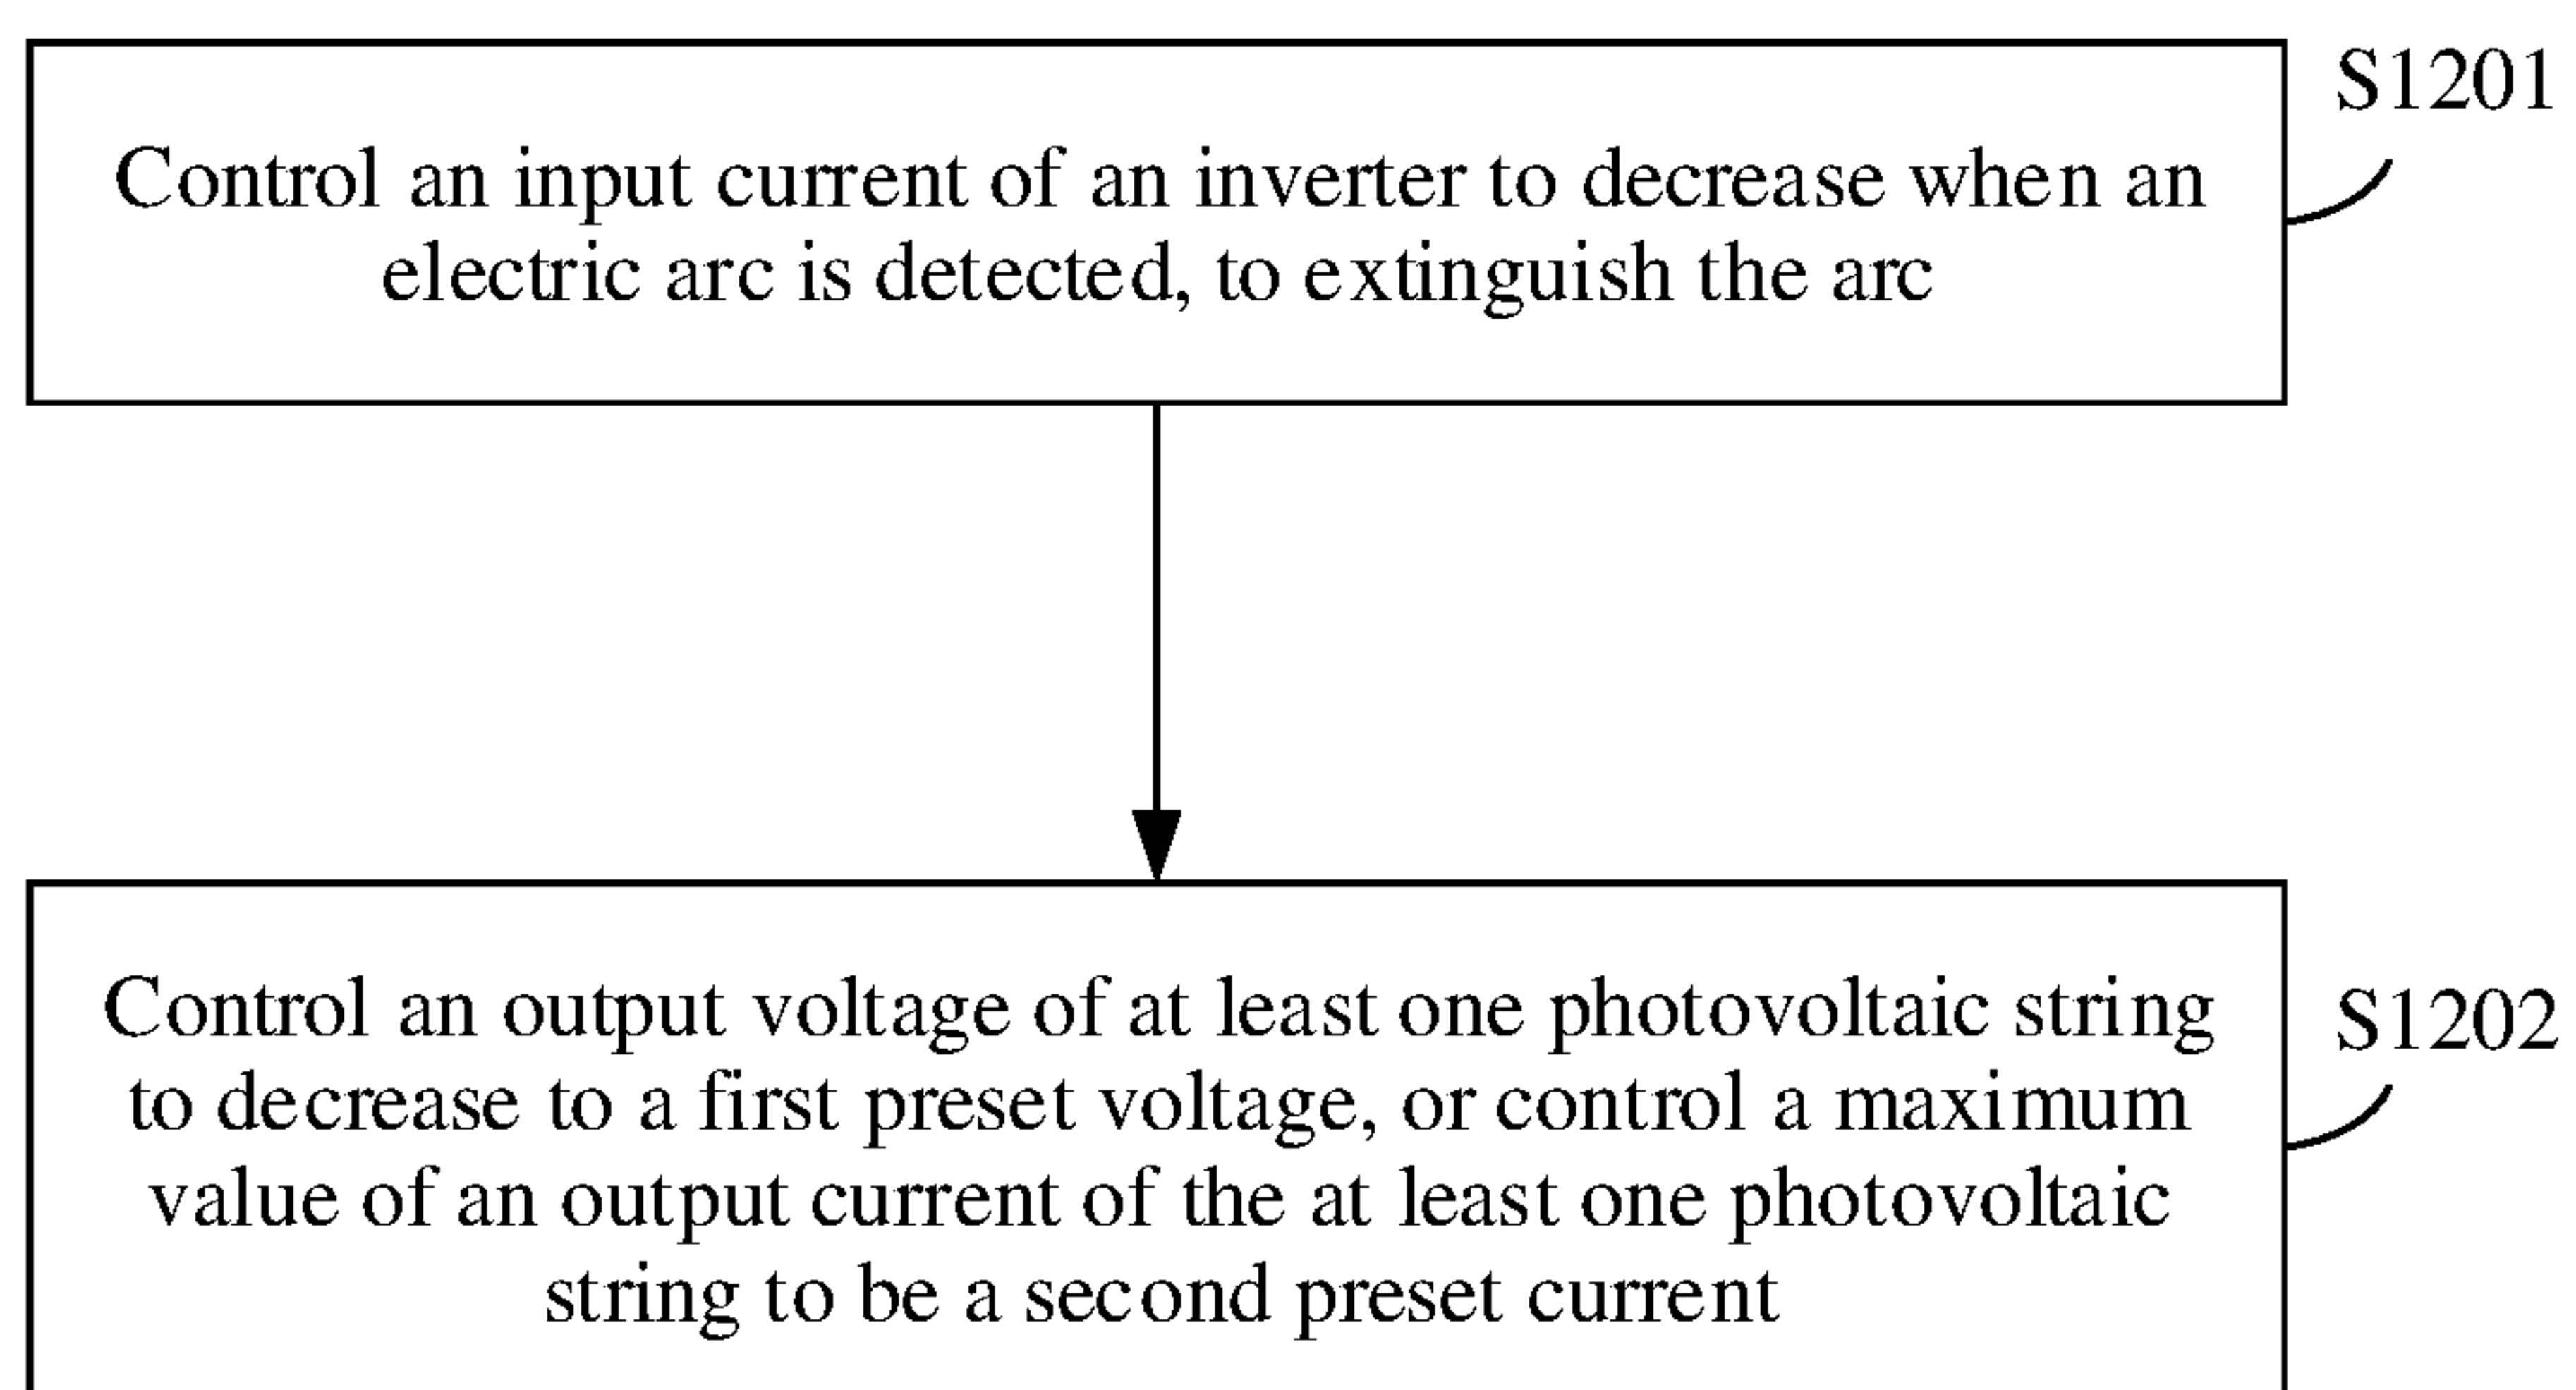 S1201
Control an input current of an inverter to decrease when an
electric arc is detected, to extinguish the arc
Control an output voltage of at least one photovoltaic string
S1202
to decrease to a first preset voltage, or control a maximum
value of an output current of the at least one photovoltaic
string to be a second preset current